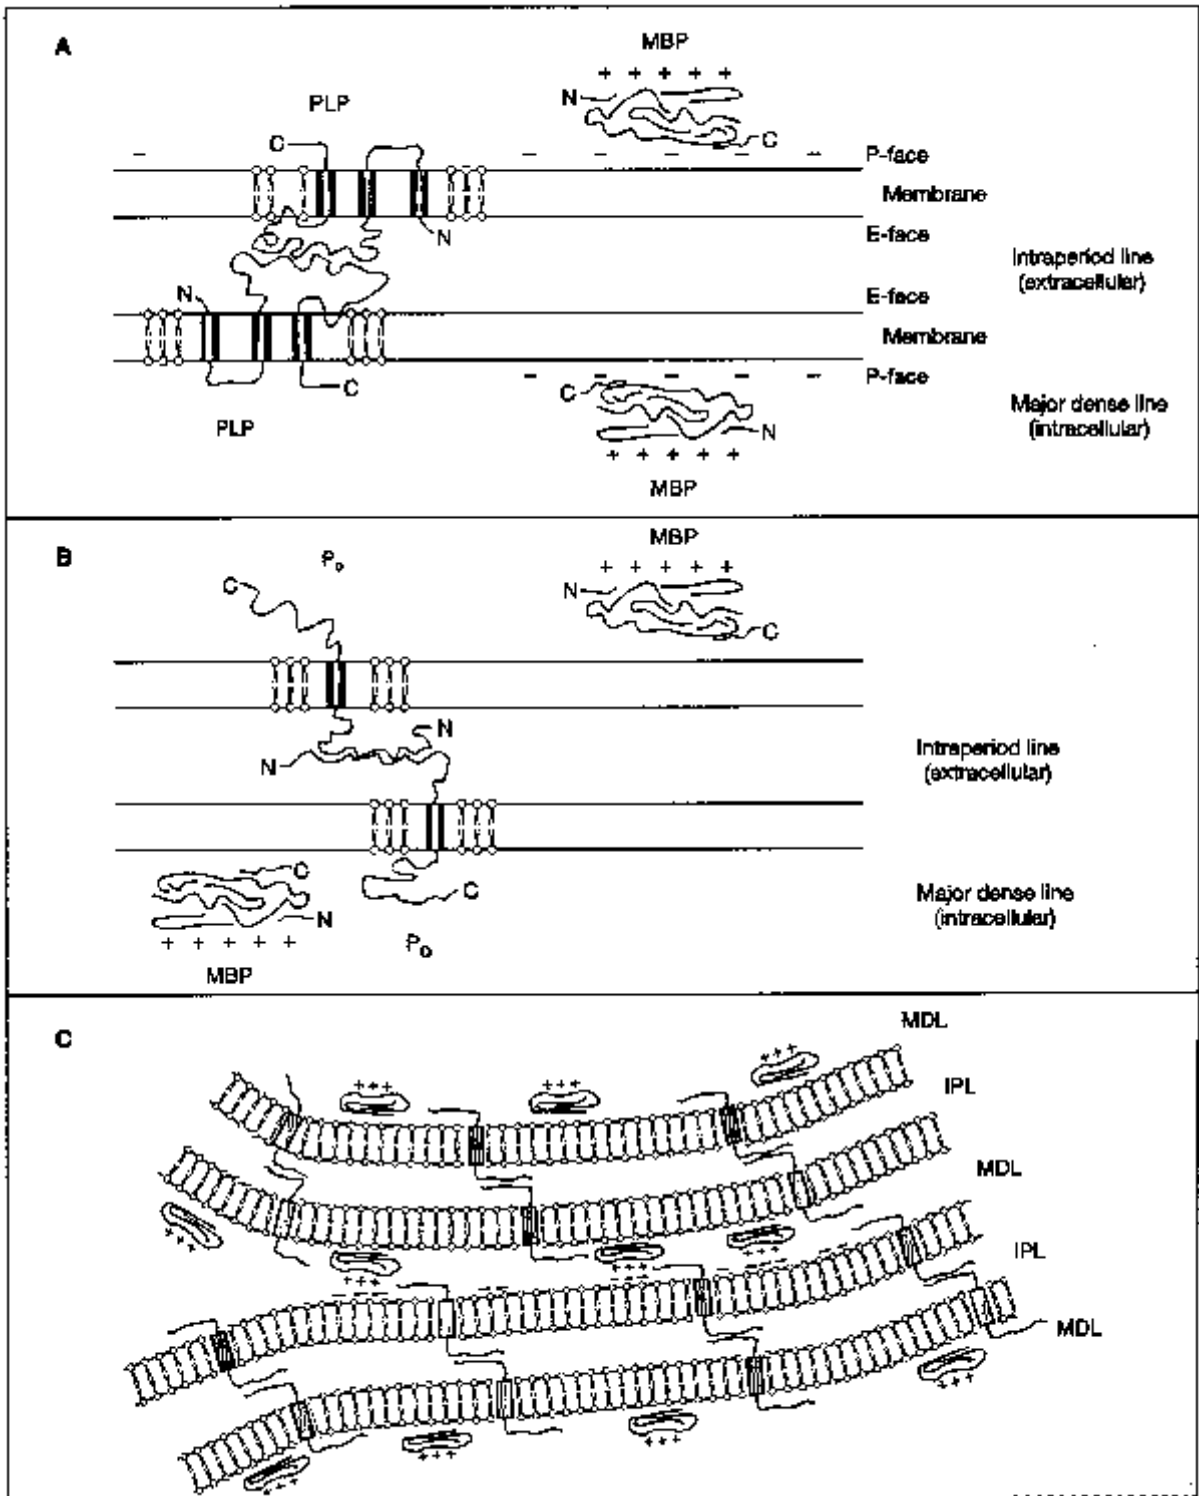 A
MBP
+ + + + +
N
PLP
C
C
– – – – – –
P-face
Membrane
N
E-face
Intraperiod line
(extracellular)
N
E-face
Membrane
C
– – – – –
P-face
C
Major dense line
(intracellular)
PLP
N
+ + + + +
MBP
B
MBP
P₀
+ + + + +
C
N
C
N
N
Intraperiod line
(extracellular)
C
C
N
Major dense line
(intracellular)
+ + + + +
P₀
MBP
C
MDL
+++
+++
+++
IPL
MDL
+++
+++
+++
+++
IPL
MDL
+++
+++
+++
+++